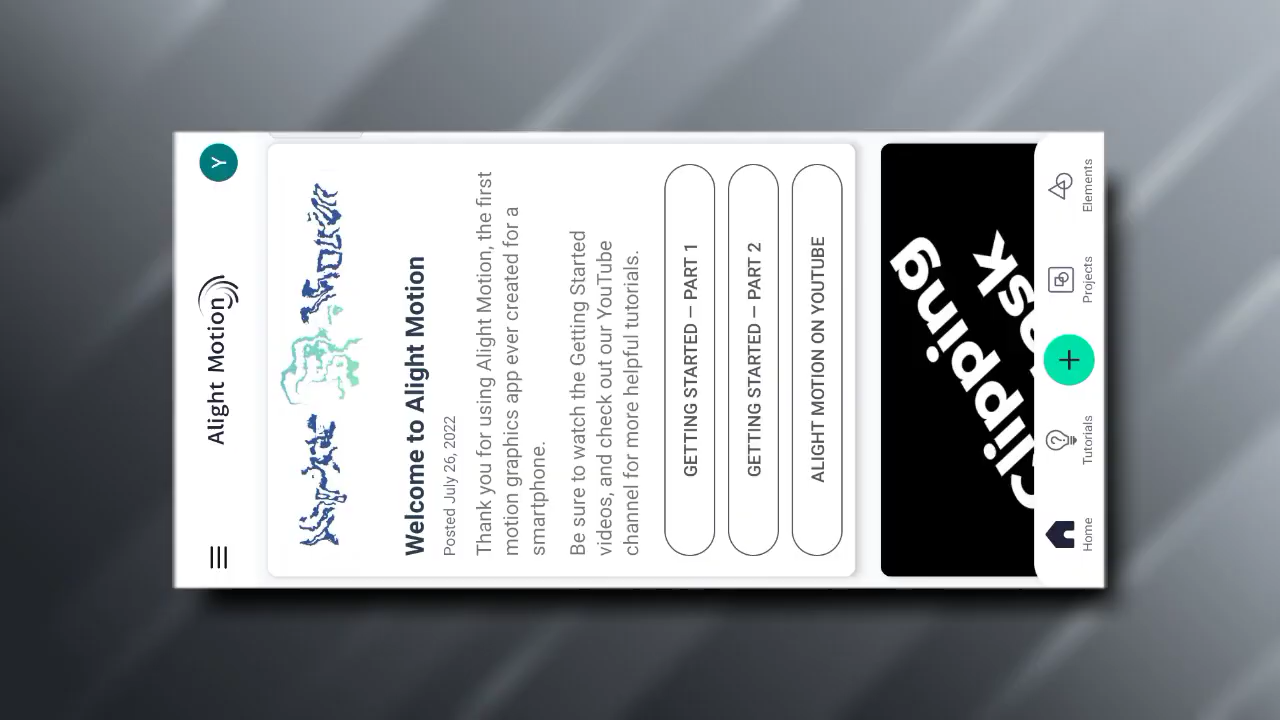 Alight Motion
Y
Welcome to Alight Motion
Posted July 26, 2022
Thank you for using Alight Motion, the first
motion graphics app ever created for a
smartphone.
Be sure to watch the Getting Started
videos, and check out our YouTube
channel for more helpful tutorials.
GETTING STARTED – PART 1
GETTING STARTED – PART 2
ALIGHT MOTION ON YOUTUBE
Clipping
Home
Tutorials
Projects
Elements